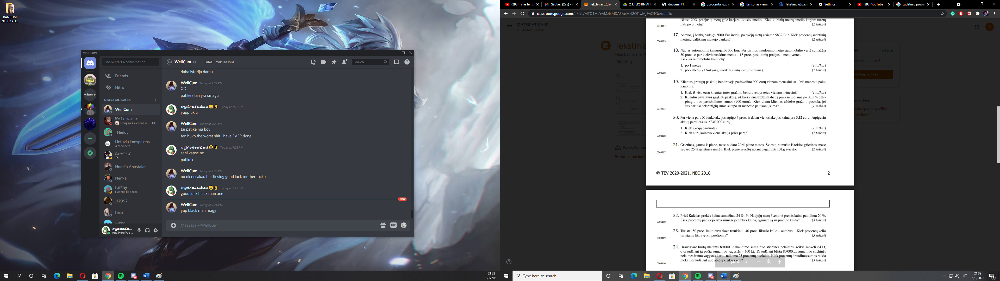 RANDOM
NEREIKALI...
DISCORD
Find or start a conversation
Friends
Nitro
DIRECT MESSAGES
WellCum
Wolemoras
Brangink kiekvieną m...
_Heddy
Lietuvių konspektas
4 Members
Hood'o Apastalas
NerNar
Emmy
I wanna be a tree
Jλk997
And Here We ...
WellCum
AKA Yakuza lord
Search
daba istorija darau
WellCum Today at 7:22 PM
XD
patikek ten yra smagu
vyteniukas😁👌 Today at 7:22 PM
yupp tikiu
WellCum Today at 7:22 PM
tai patike ma boy
ten buvo the worst shit i have EVER done
vyteniukas😁👌 Today at 7:23 PM
seni vapse ne
patikek
WellCum Today at 7:23 PM
nu nk nesakau bet tiesiog good luck mother fucka
vyteniukas😁👌 Today at 7:23 PM
good luck black man ane
NEW
WellCum Today at 7:24 PM
yup black man magy
Message @WellCum
GIF
21:32
5/3/2021
(293) Tinie Temp
Gautieji (275) - v
Tekstiniai uždavi
2.1.TEKSTINIAI U
document1
„procentai uzda
karlsonas viena
Tekstinių uždavi
Settings
(293) YouTube
sudetiniu proce
classroom.google.com/u/1/c/MTQ1MzYwMzIxMDA3/a/MzI2OTIwMjEwOTQx/details
MATEMATIKA 12
VILIJA DABRIŠIENĖ
Tekstinia
Vilija Dabrišienė
100 taškų
Kurso komen
Pridėti kurso kom
Priskirta
iškasti 20% praėjusių metų gale karjere likusio smėlio. Kiek kubinių metrų smėlio karjere turėtų
likti po 3 metų? (2 taškai)
0313114
17. Asmuo, į banką padėjęs 5000 Eur indėlį, po dvejų metų atsiėmė 5832 Eur. Kiek procentų sudėtinių
metinių palūkanų mokėjo bankas? (2 taškai)
0300109
18. Naujas automobilis kainuoja 56 000 Eur. Per pirmus naudojimo metus automobilio vertė sumažėja
30 proc., o per kiekvienus kitus metus – 15 proc. paskutinių praėjusių metų vertės.
Kiek šis automobilis kainuotų:
1. po 1 metų? (1 taškas)
2. po 7 metų? (Atsakymą pateikite šimtų eurų tikslumu.) (2 taškai)
0308208
19. Klientas greitųjų paskolų bendrovėje pasiskolino 900 eurų vienam mėnesiui su 10 % mėnesio palū-
kanomis.
1. Kiek iš viso eurų klientas turės grąžinti bendrovei, praėjus vienam mėnesiui? (1 taškas)
2. Klientui pavėlavus grąžinti paskolą, už kiekvieną uždelstą dieną priskaičiuojama po 0,05 % dels-
pinigių nuo pasiskolintos sumos (900 eurų). Kiek dienų klientas uždelsė grąžinti paskolą, jei
susidariusi delspinigių suma sutapo su mėnesio palūkanų suma? (1 taškas)
0316113
20. Per vieną parą X banko akcijos atpigo 4 proc. ir dabar vienos akcijos kaina yra 3,12 eurų. Atpigusių
akcijų parduota už 2 340 000 eurų.
1. Kiek akcijų parduota? (1 taškas)
2. Kiek eurų kainavo viena akcija prieš parą? (2 taškai)
0308108
21. Grietinės, gautos iš pieno, masė sudaro 20 % pieno masės. Sviesto, sumušto iš tokios grietinės, masė
sudaro 25 % grietinės masės. Kiek pieno reikėtų norint pagaminti 10 kg sviesto? (2 taškai)
0303207
© TEV 2020-2021, NEC 2018 2
22. Prieš Kalėdas prekės kaina sumažinta 24 %. Po Naujųjų metų šventinė prekės kaina padidinta 20 %.
Kiek procentų padidėjo arba sumažėjo prekės kaina, lyginant ją su pradine kaina? (3 taškai)
0301110
23. Turistai 50 proc. kelio nuvažiavo traukiniu, 40 proc. likusio kelio – autobusu. Kiek procentų kelio
turistams liko įveikti pėsčiomis? (3 taškai)
0304109
24. Draudžiant būstą metams 80 000 Lt draudimo suma nuo stichinės nelaimės, reikia mokėti 64 Lt,
o draudžiant ta pačia suma nuo vagystės – 160 Lt. Draudžiant būstą 80 000 Lt suma nuo stichinės
nelaimės ir nuo vagystės kartu, taikoma 25 procentų nuolaida. Kiek procentų draudimo sumos reikia
mokėti draudžiant nuo abiejų rizikų kartu? (3 taškai)
0306110
Type here to search
LIT
21:32
5/3/2021